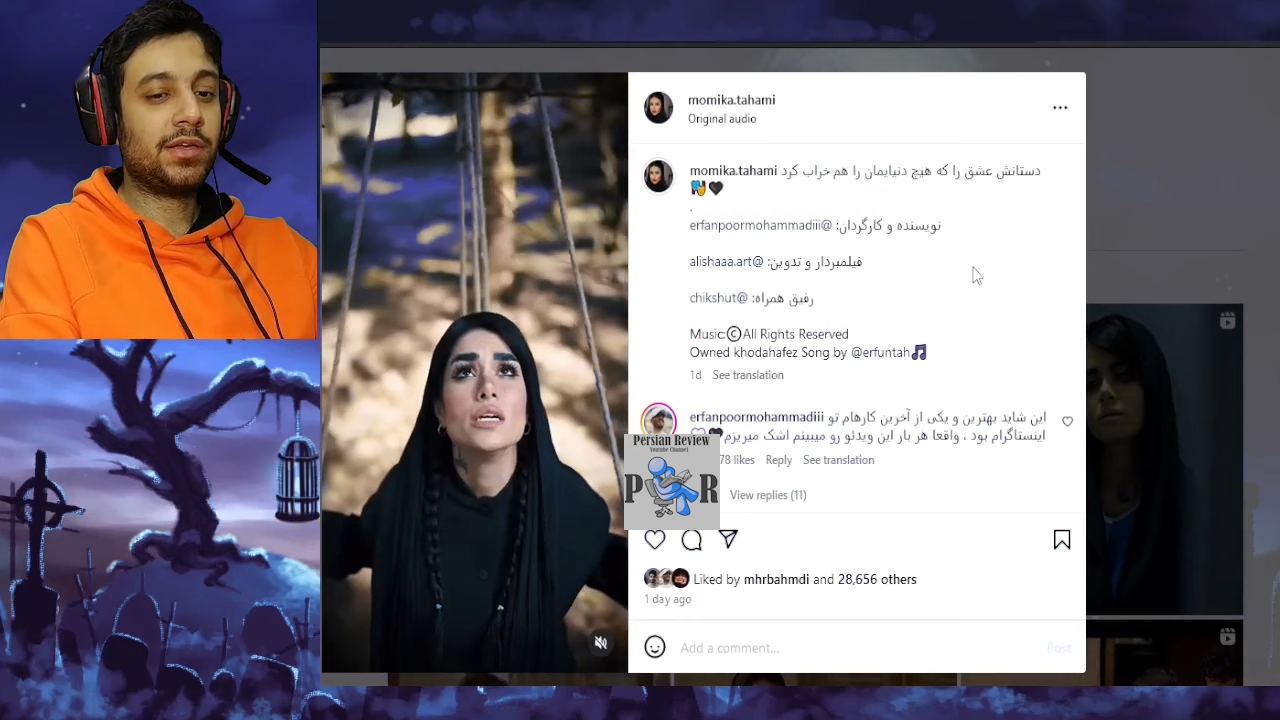 momika.tahami
Original audio
momika.tahami دستانش عشق را که هیچ دنیایمان را هم خراب کرد
.
نویسنده و کارگردان: @erfanpoormohammadiii
فیلمبردار و تدوین: @alishaaa.art
رفیق همراه: @chikshut
Music:©All Rights Reserved
Owned khodahafez Song by @erfuntah🎵
1d See translation
erfanpoormohammadiii این شاید بهترین و یکی از آخرین کارهام تو
اینستاگرام بود ، واقعا هر بار این ویدئو رو میبینم اشک میریزم
78 likes Reply See translation
Persian Review
Youtube Channel
P R
View replies (11)
Liked by mhrbahmdi and 28,656 others
1 day ago
Add a comment...
Post